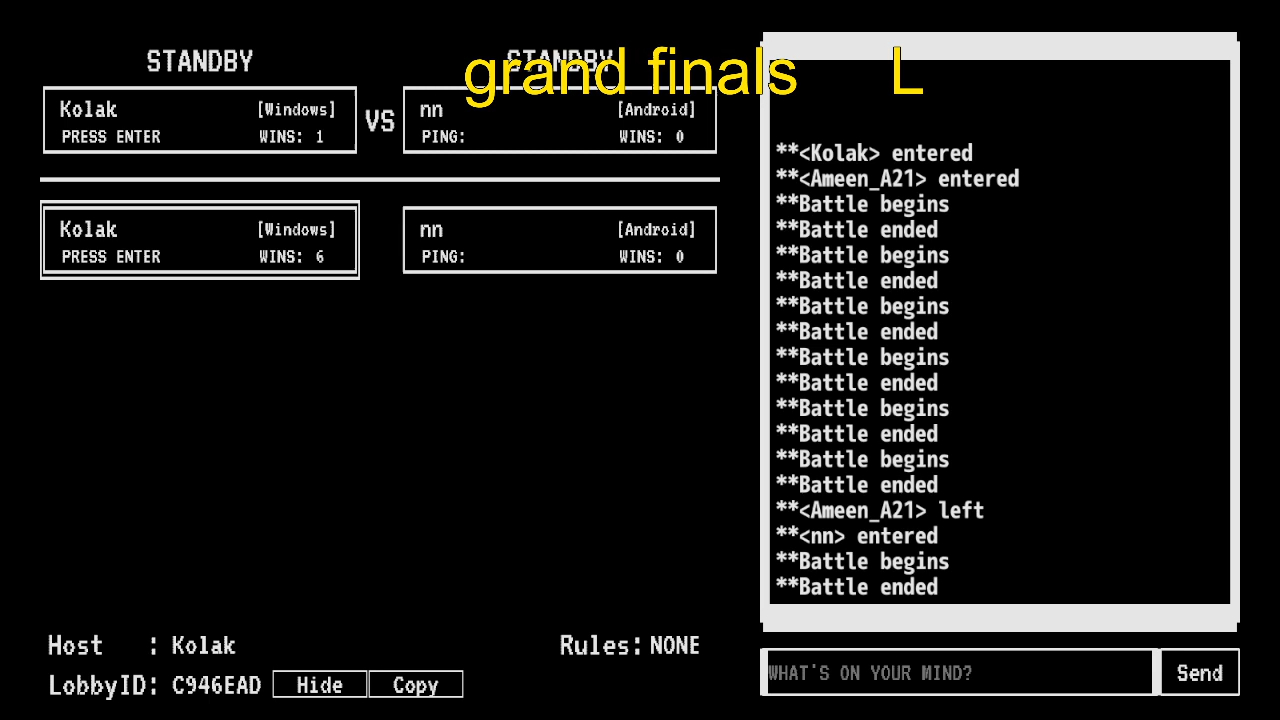 grand finals L
STANDBY STANDBY
Kolak [Windows] VS nn [Android]
PRESS ENTER WINS: 1 PING: WINS: 0
Kolak [Windows] nn [Android]
PRESS ENTER WINS: 6 PING: WINS: 0
**<Kolak> entered
**<Ameen_A21> entered
**Battle begins
**Battle ended
**Battle begins
**Battle ended
**Battle begins
**Battle ended
**Battle begins
**Battle ended
**Battle begins
**Battle ended
**Battle begins
**Battle ended
**<Ameen_A21> left
**<nn> entered
**Battle begins
**Battle ended
Host : Kolak Rules: NONE
LobbyID: C946EAD Hide Copy
WHAT'S ON YOUR MIND? Send